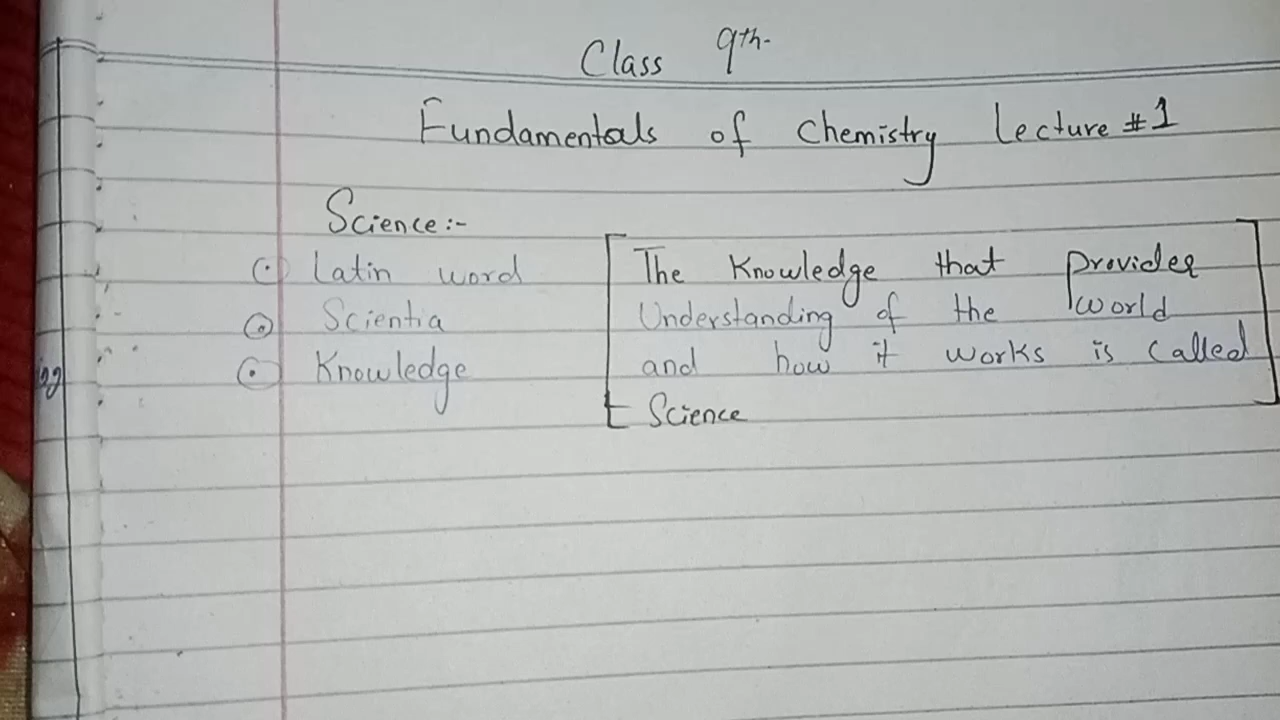 Class 9th.
Fundamentals of Chemistry Lecture #1
Science:-
Latin word
Scientia
Knowledge
The Knowledge that provides
Understanding of the world
and how it works is called
Science